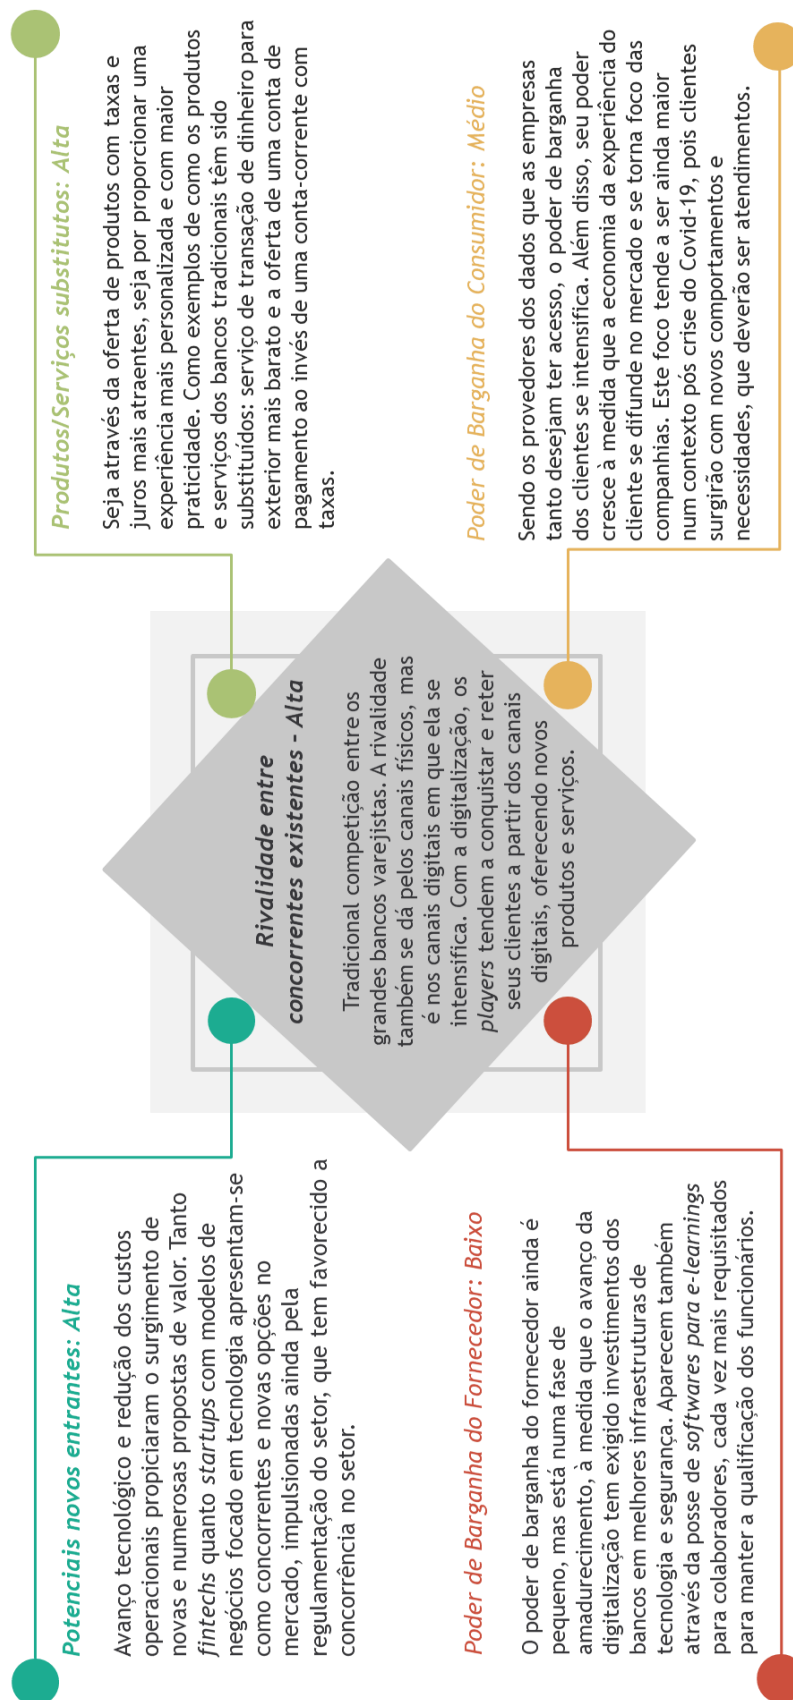 Potenciais novos entrantes: Alta
Avanço tecnológico e redução dos custos
operacionais propiciaram o surgimento de
novas e numerosas propostas de valor. Tanto
fintechs quanto startups com modelos de
negócios focado em tecnologia apresentam-se
como concorrentes e novas opções no
mercado, impulsionadas ainda pela
regulamentação do setor, que tem favorecido a
concorrência no setor.
Produtos/Serviços substitutos: Alta
Seja através da oferta de produtos com taxas e
juros mais atraentes, seja por proporcionar uma
experiência mais personalizada e com maior
praticidade. Como exemplos de como os produtos
e serviços dos bancos tradicionais têm sido
substituídos: serviço de transação de dinheiro para
exterior mais barato e a oferta de uma conta de
pagamento ao invés de uma conta-corrente com
taxas.
Rivalidade entre
concorrentes existentes - Alta
Tradicional competição entre os
grandes bancos varejistas. A rivalidade
também se dá pelos canais físicos, mas
é nos canais digitais em que ela se
intensifica. Com a digitalização, os
players tendem a conquistar e reter
seus clientes a partir dos canais
digitais, oferecendo novos
produtos e serviços.
Poder de Barganha do Fornecedor: Baixo
O poder de barganha do fornecedor ainda é
pequeno, mas está numa fase de
amadurecimento, à medida que o avanço da
digitalização tem exigido investimentos dos
bancos em melhores infraestruturas de
tecnologia e segurança. Aparecem também
através da posse de softwares para e-learnings
para colaboradores, cada vez mais requisitados
para manter a qualificação dos funcionários.
Poder de Barganha do Consumidor: Médio
Sendo os provedores dos dados que as empresas
tanto desejam ter acesso, o poder de barganha
dos clientes se intensifica. Além disso, seu poder
cresce à medida que a economia da experiência do
cliente se difunde no mercado e se torna foco das
companhias. Este foco tende a ser ainda maior
num contexto pós crise do Covid-19, pois clientes
surgirão com novos comportamentos e
necessidades, que deverão ser atendimentos.